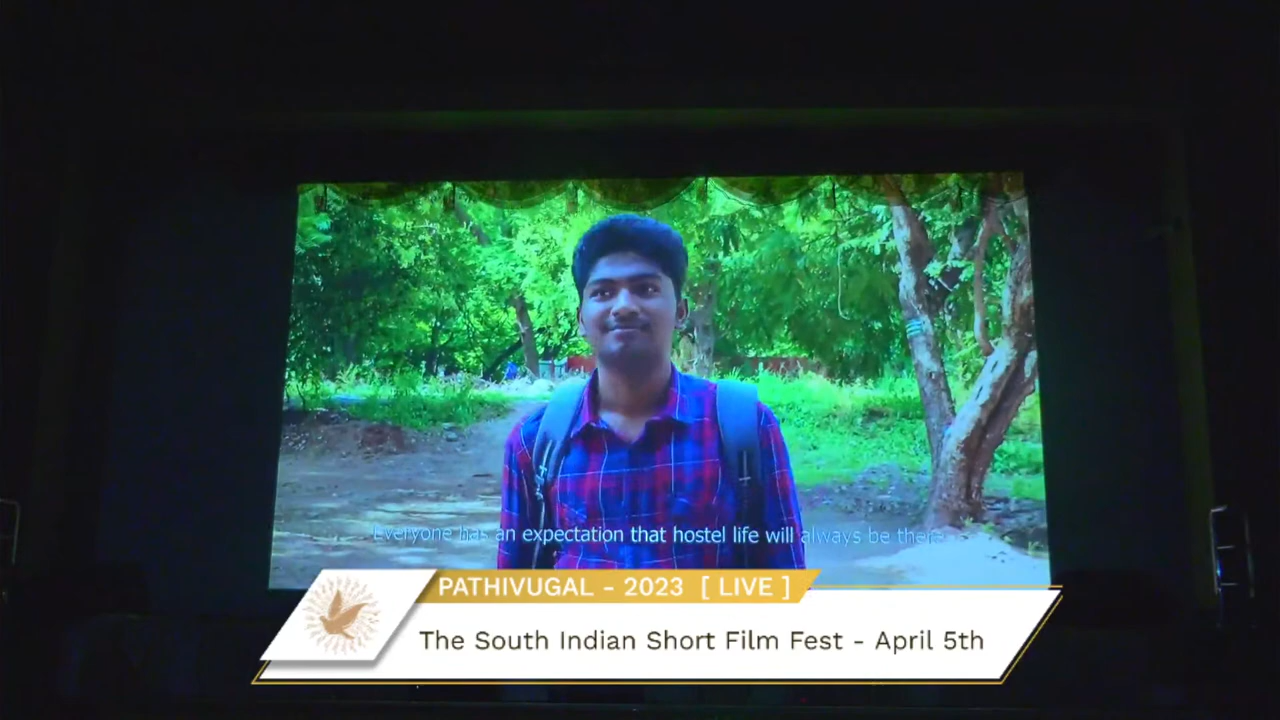 Everyone has an expectation that hostel life will always be there
PATHIVUGAL - 2023 [ LIVE ]
The South Indian Short Film Fest - April 5th